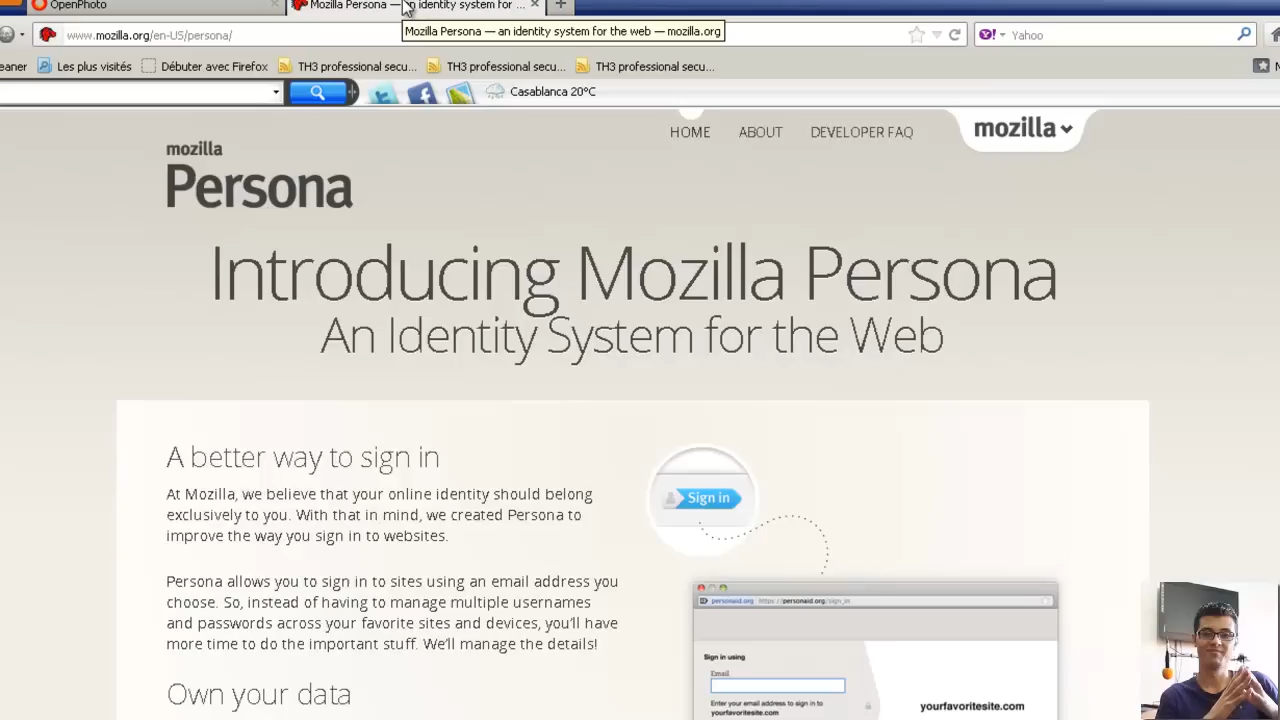 OpenPhoto
Mozilla Persona — an identity system for ...
www.mozilla.org/en-US/persona/
Mozilla Persona — an identity system for the web — mozilla.org
Yahoo
eaner
Les plus visités
Débuter avec Firefox
TH3 professional secu...
TH3 professional secu...
TH3 professional secu...
Casablanca 20°C
HOME
ABOUT
DEVELOPER FAQ
mozilla
mozilla
Persona
Introducing Mozilla Persona
An Identity System for the Web
A better way to sign in
At Mozilla, we believe that your online identity should belong
exclusively to you. With that in mind, we created Persona to
improve the way you sign in to websites.
Persona allows you to sign in to sites using an email address you
choose. So, instead of having to manage multiple usernames
and passwords across your favorite sites and devices, you'll have
more time to do the important stuff. We'll manage the details!
Own your data
Sign in
personaid.org https://personaid.org/sign_in
Sign in using
Email
Enter your email address to sign in to
yourfavoritesite.com
yourfavoritesite.com